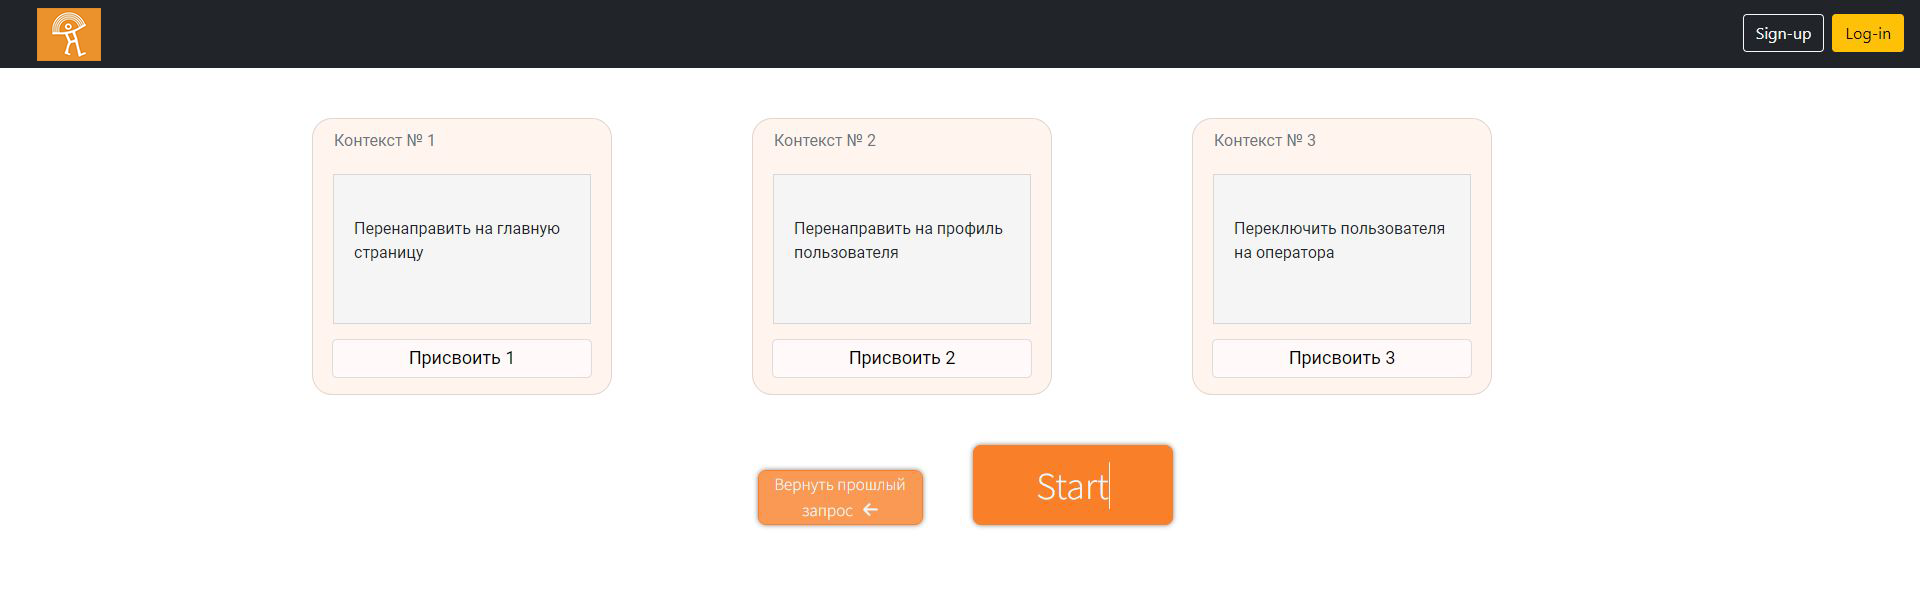 Sign-up
Log-in
Контекст № 1
Перенаправить на главную
страницу
Присвоить 1
Контекст № 2
Перенаправить на профиль
пользователя
Присвоить 2
Контекст № 3
Переключить пользователя
на оператора
Присвоить 3
Вернуть прошлый
запрос ←
Start